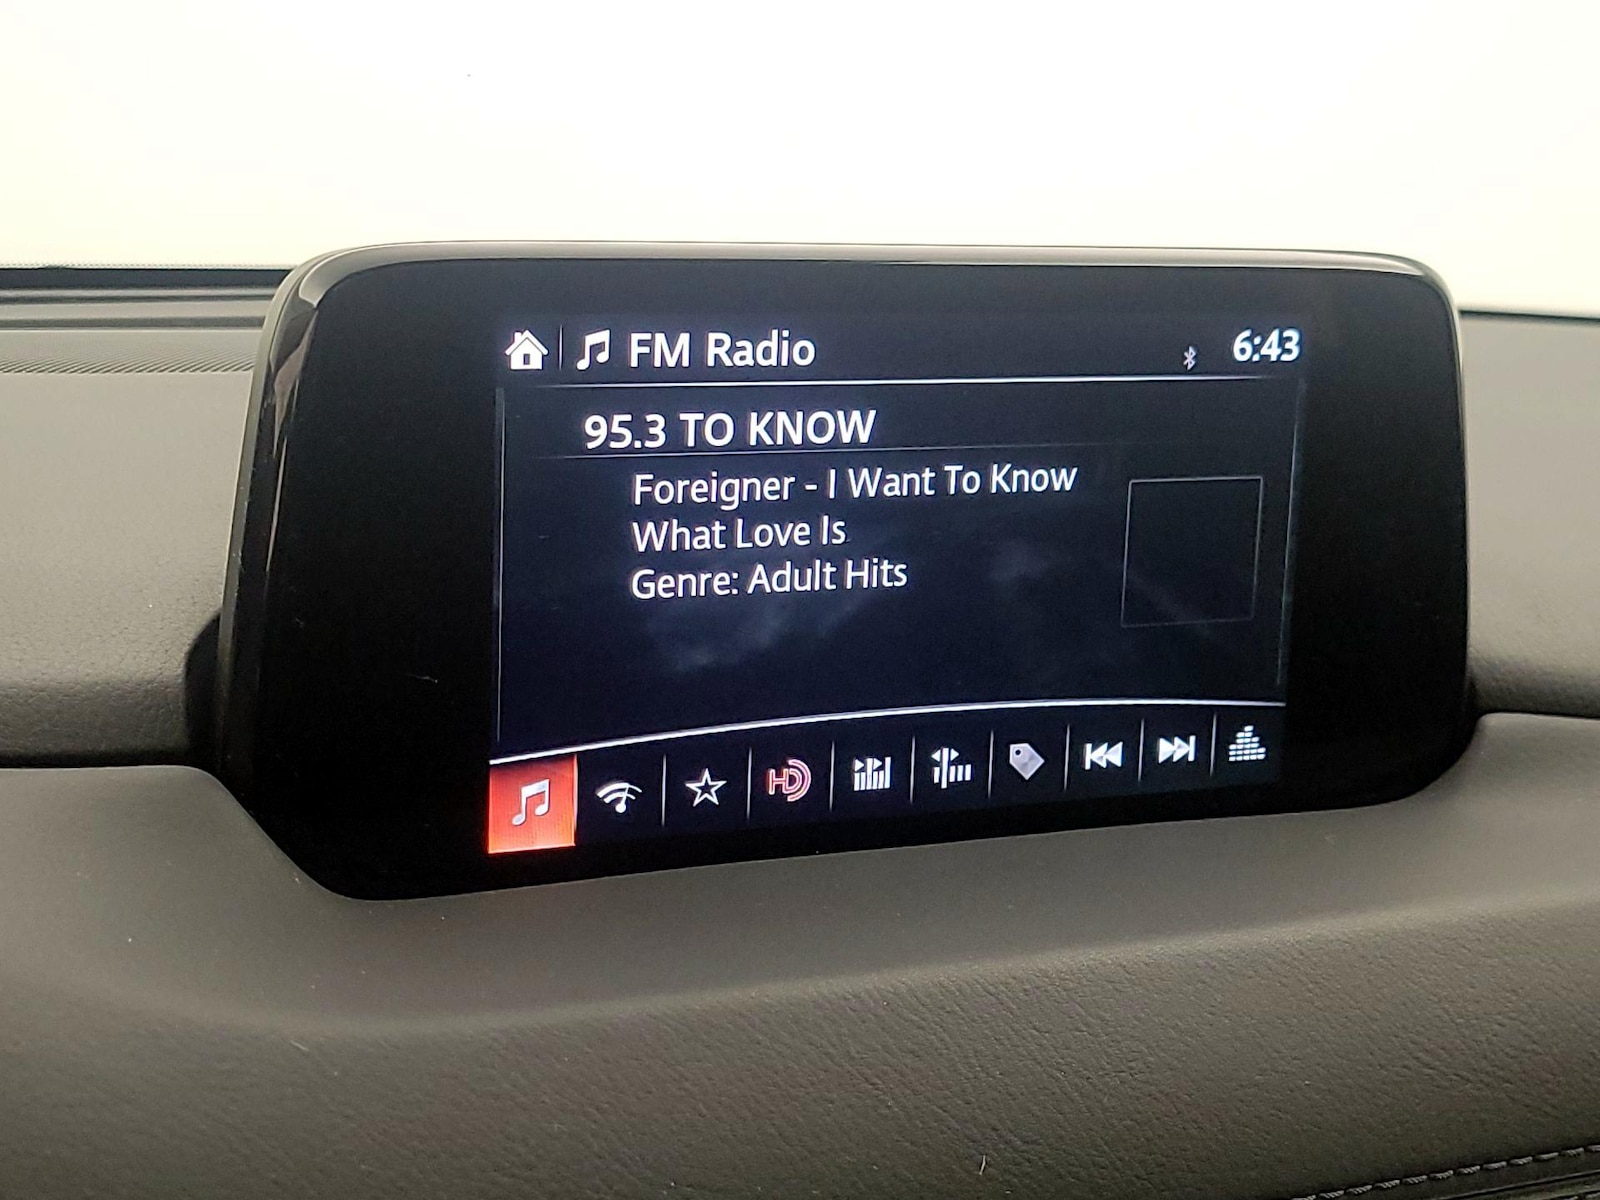 FM Radio
6:43
95.3 TO KNOW
Foreigner - I Want To Know
What Love Is
Genre: Adult Hits
HD